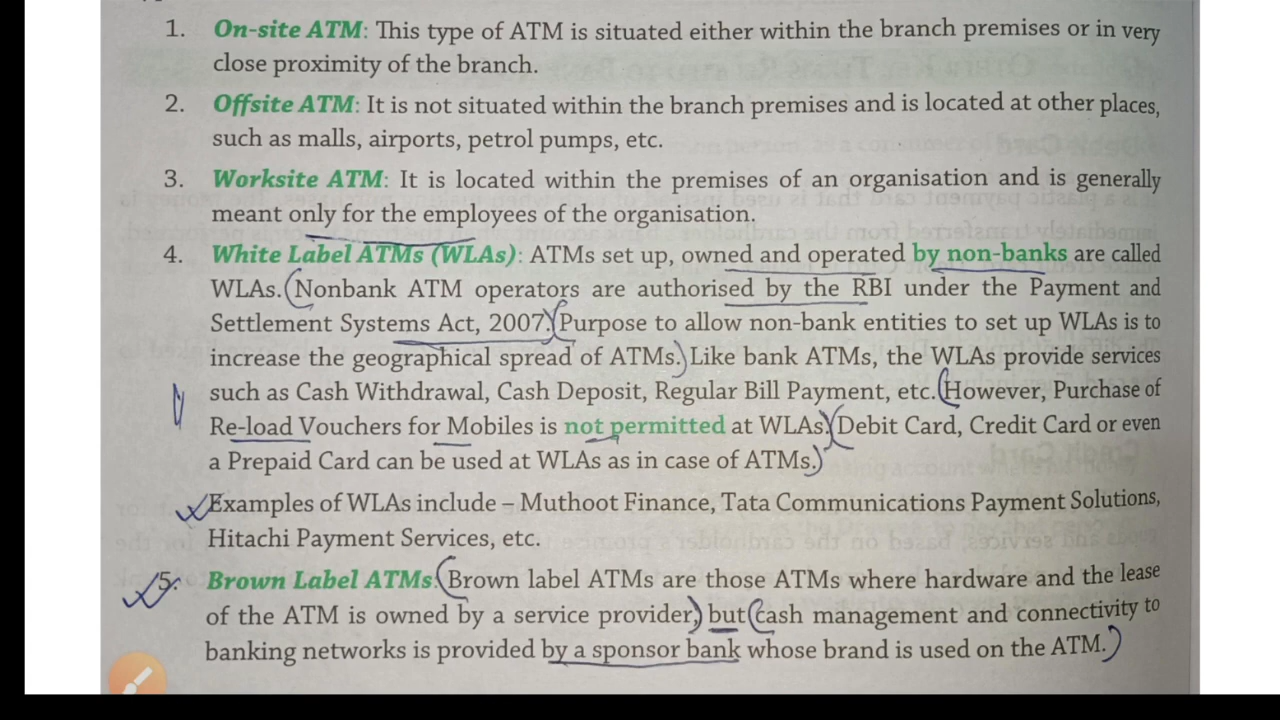 1. On-site ATM: This type of ATM is situated either within the branch premises or in very
close proximity of the branch.
2. Offsite ATM: It is not situated within the branch premises and is located at other places,
such as malls, airports, petrol pumps, etc.
3. Worksite ATM: It is located within the premises of an organisation and is generally
meant only for the employees of the organisation.
4. White Label ATMs (WLAs): ATMs set up, owned and operated by non-banks are called
WLAs. Nonbank ATM operators are authorised by the RBI under the Payment and
Settlement Systems Act, 2007. Purpose to allow non-bank entities to set up WLAs is to
increase the geographical spread of ATMs. Like bank ATMs, the WLAs provide services
such as Cash Withdrawal, Cash Deposit, Regular Bill Payment, etc. However, Purchase of
Re-load Vouchers for Mobiles is not permitted at WLAs. Debit Card, Credit Card or even
a Prepaid Card can be used at WLAs as in case of ATMs.
Examples of WLAs include – Muthoot Finance, Tata Communications Payment Solutions,
Hitachi Payment Services, etc.
5. Brown Label ATMs: Brown label ATMs are those ATMs where hardware and the lease
of the ATM is owned by a service provider, but cash management and connectivity to
banking networks is provided by a sponsor bank whose brand is used on the ATM.